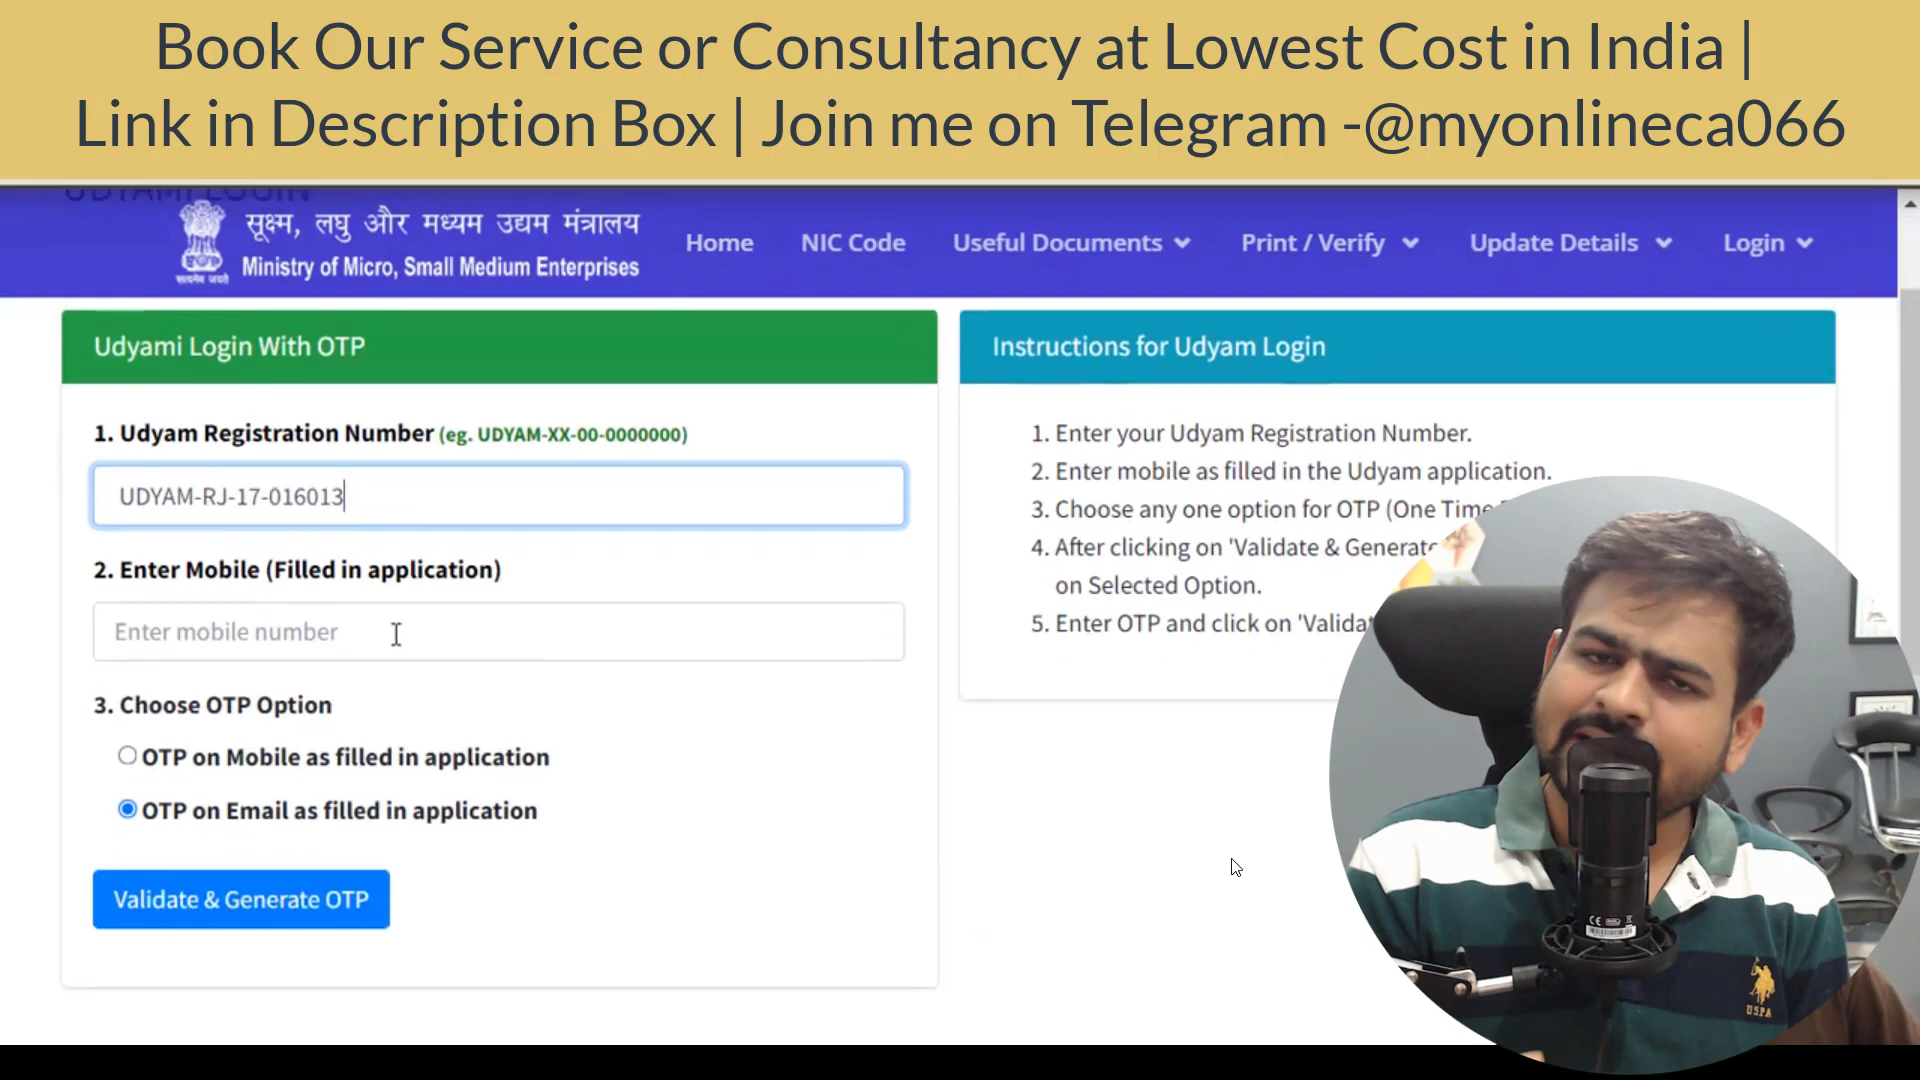 Book Our Service or Consultancy at Lowest Cost in India |
Link in Description Box | Join me on Telegram -@myonlineca066
UDYAMI LOGIN
सूक्ष्म, लघु और मध्यम उद्यम मंत्रालय
Ministry of Micro, Small Medium Enterprises
सत्यमेव जयते
Home NIC Code Useful Documents Print / Verify Update Details Login
Udyami Login With OTP
1. Udyam Registration Number (eg. UDYAM-XX-00-0000000)
UDYAM-RJ-17-016013
2. Enter Mobile (Filled in application)
Enter mobile number
3. Choose OTP Option
OTP on Mobile as filled in application
OTP on Email as filled in application
Validate & Generate OTP
Instructions for Udyam Login
1. Enter your Udyam Registration Number.
2. Enter mobile as filled in the Udyam application.
3. Choose any one option for OTP (One Time
4. After clicking on 'Validate & Generate
on Selected Option.
5. Enter OTP and click on 'Valida
CE
USPA